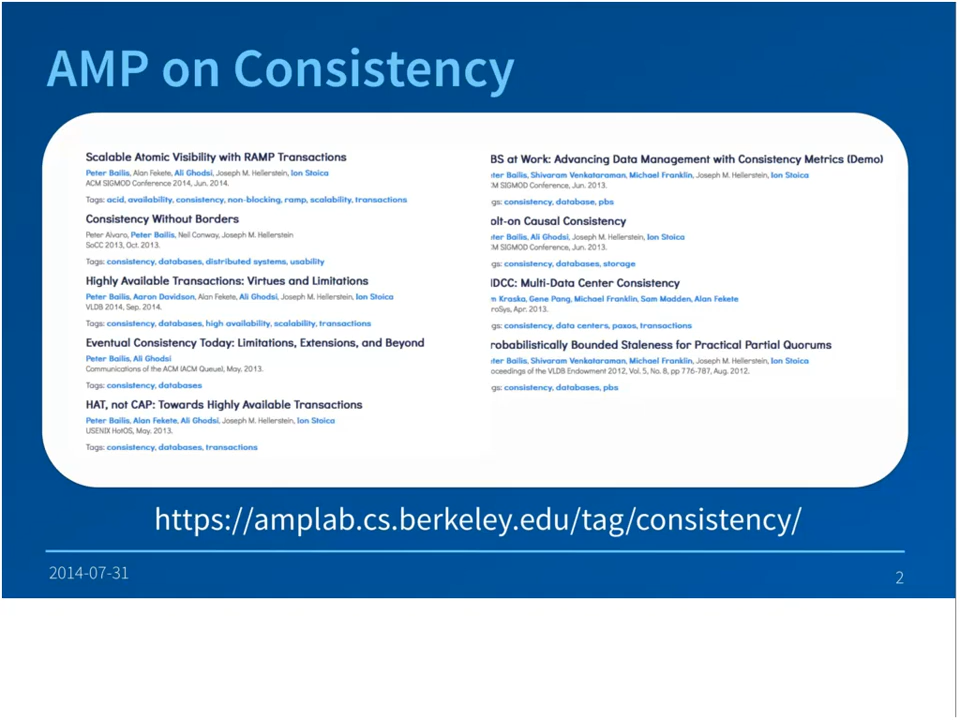 AMP on Consistency
Scalable Atomic Visibility with RAMP Transactions
Peter Bailis, Alan Fekete, Ali Ghodsi, Joseph M. Hellerstein, Ion Stoica
ACM SIGMOD Conference 2014, Jun. 2014.
Tags: acid, availability, consistency, non-blocking, ramp, scalability, transactions
Consistency Without Borders
Peter Alvaro, Peter Bailis, Neil Conway, Joseph M. Hellerstein
SoCC 2013, Oct. 2013.
Tags: consistency, databases, distributed systems, usability
Highly Available Transactions: Virtues and Limitations
Peter Bailis, Aaron Davidson, Alan Fekete, Ali Ghodsi, Joseph M. Hellerstein, Ion Stoica
VLDB 2014, Sep. 2014.
Tags: consistency, databases, high availability, scalability, transactions
Eventual Consistency Today: Limitations, Extensions, and Beyond
Peter Bailis, Ali Ghodsi
Communications of the ACM (ACM Queue), May. 2013.
Tags: consistency, databases
HAT, not CAP: Towards Highly Available Transactions
Peter Bailis, Alan Fekete, Ali Ghodsi, Joseph M. Hellerstein, Ion Stoica
USENIX HotOS, May. 2013.
Tags: consistency, databases, transactions
BS at Work: Advancing Data Management with Consistency Metrics (Demo)
ter Bailis, Shivaram Venkataraman, Michael Franklin, Joseph M. Hellerstein, Ion Stoica
M SIGMOD Conference, Jun. 2013.
gs: consistency, database, pbs
olt-on Causal Consistency
ter Bailis, Ali Ghodsi, Joseph M. Hellerstein, Ion Stoica
M SIGMOD Conference, Jun. 2013.
gs: consistency, databases, storage
DCC: Multi-Data Center Consistency
m Kraska, Gene Pang, Michael Franklin, Sam Madden, Alan Fekete
roSys, Apr. 2013.
gs: consistency, data centers, paxos, transactions
robabilistically Bounded Staleness for Practical Partial Quorums
ter Bailis, Shivaram Venkataraman, Michael Franklin, Joseph M. Hellerstein, Ion Stoica
oceedings of the VLDB Endowment 2012, Vol. 5, No. 8, pp 776-787, Aug. 2012.
gs: consistency, databases, pbs
https://amplab.cs.berkeley.edu/tag/consistency/
2014-07-31
2